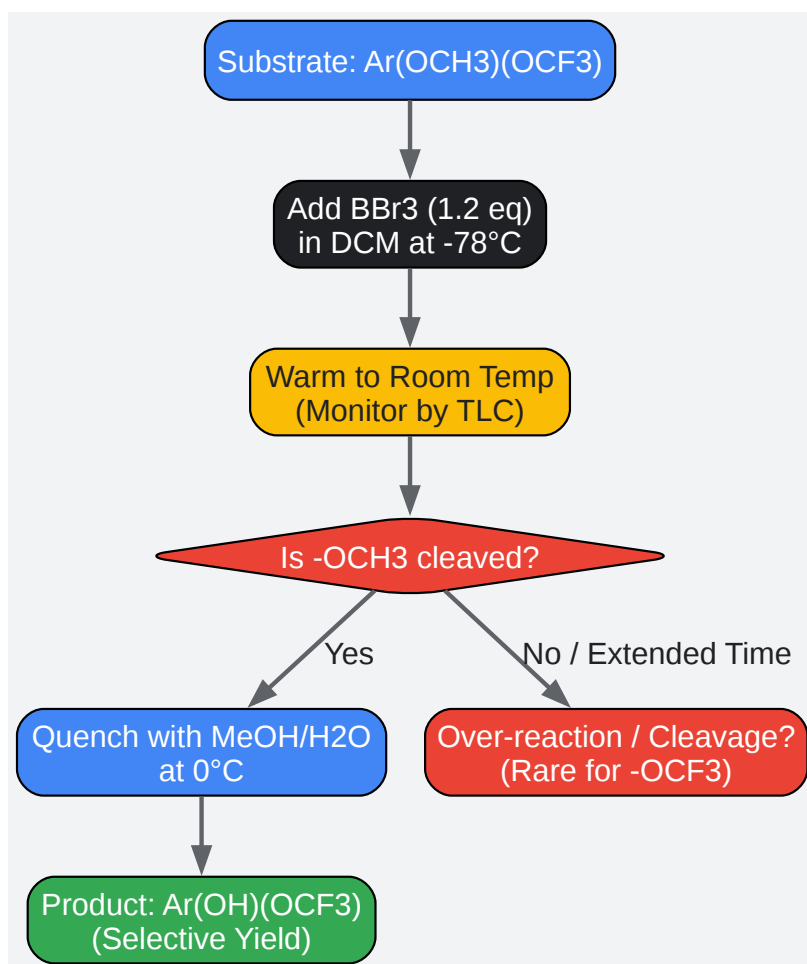 Substrate: Ar(OCH3)(OCF3)
Add BBr3 (1.2 eq)
in DCM at -78°C
Warm to Room Temp
(Monitor by TLC)
Is -OCH3 cleaved?
Yes
No / Extended Time
Quench with MeOH/H2O
at 0°C
Over-reaction / Cleavage?
(Rare for -OCF3)
Product: Ar(OH)(OCF3)
(Selective Yield)